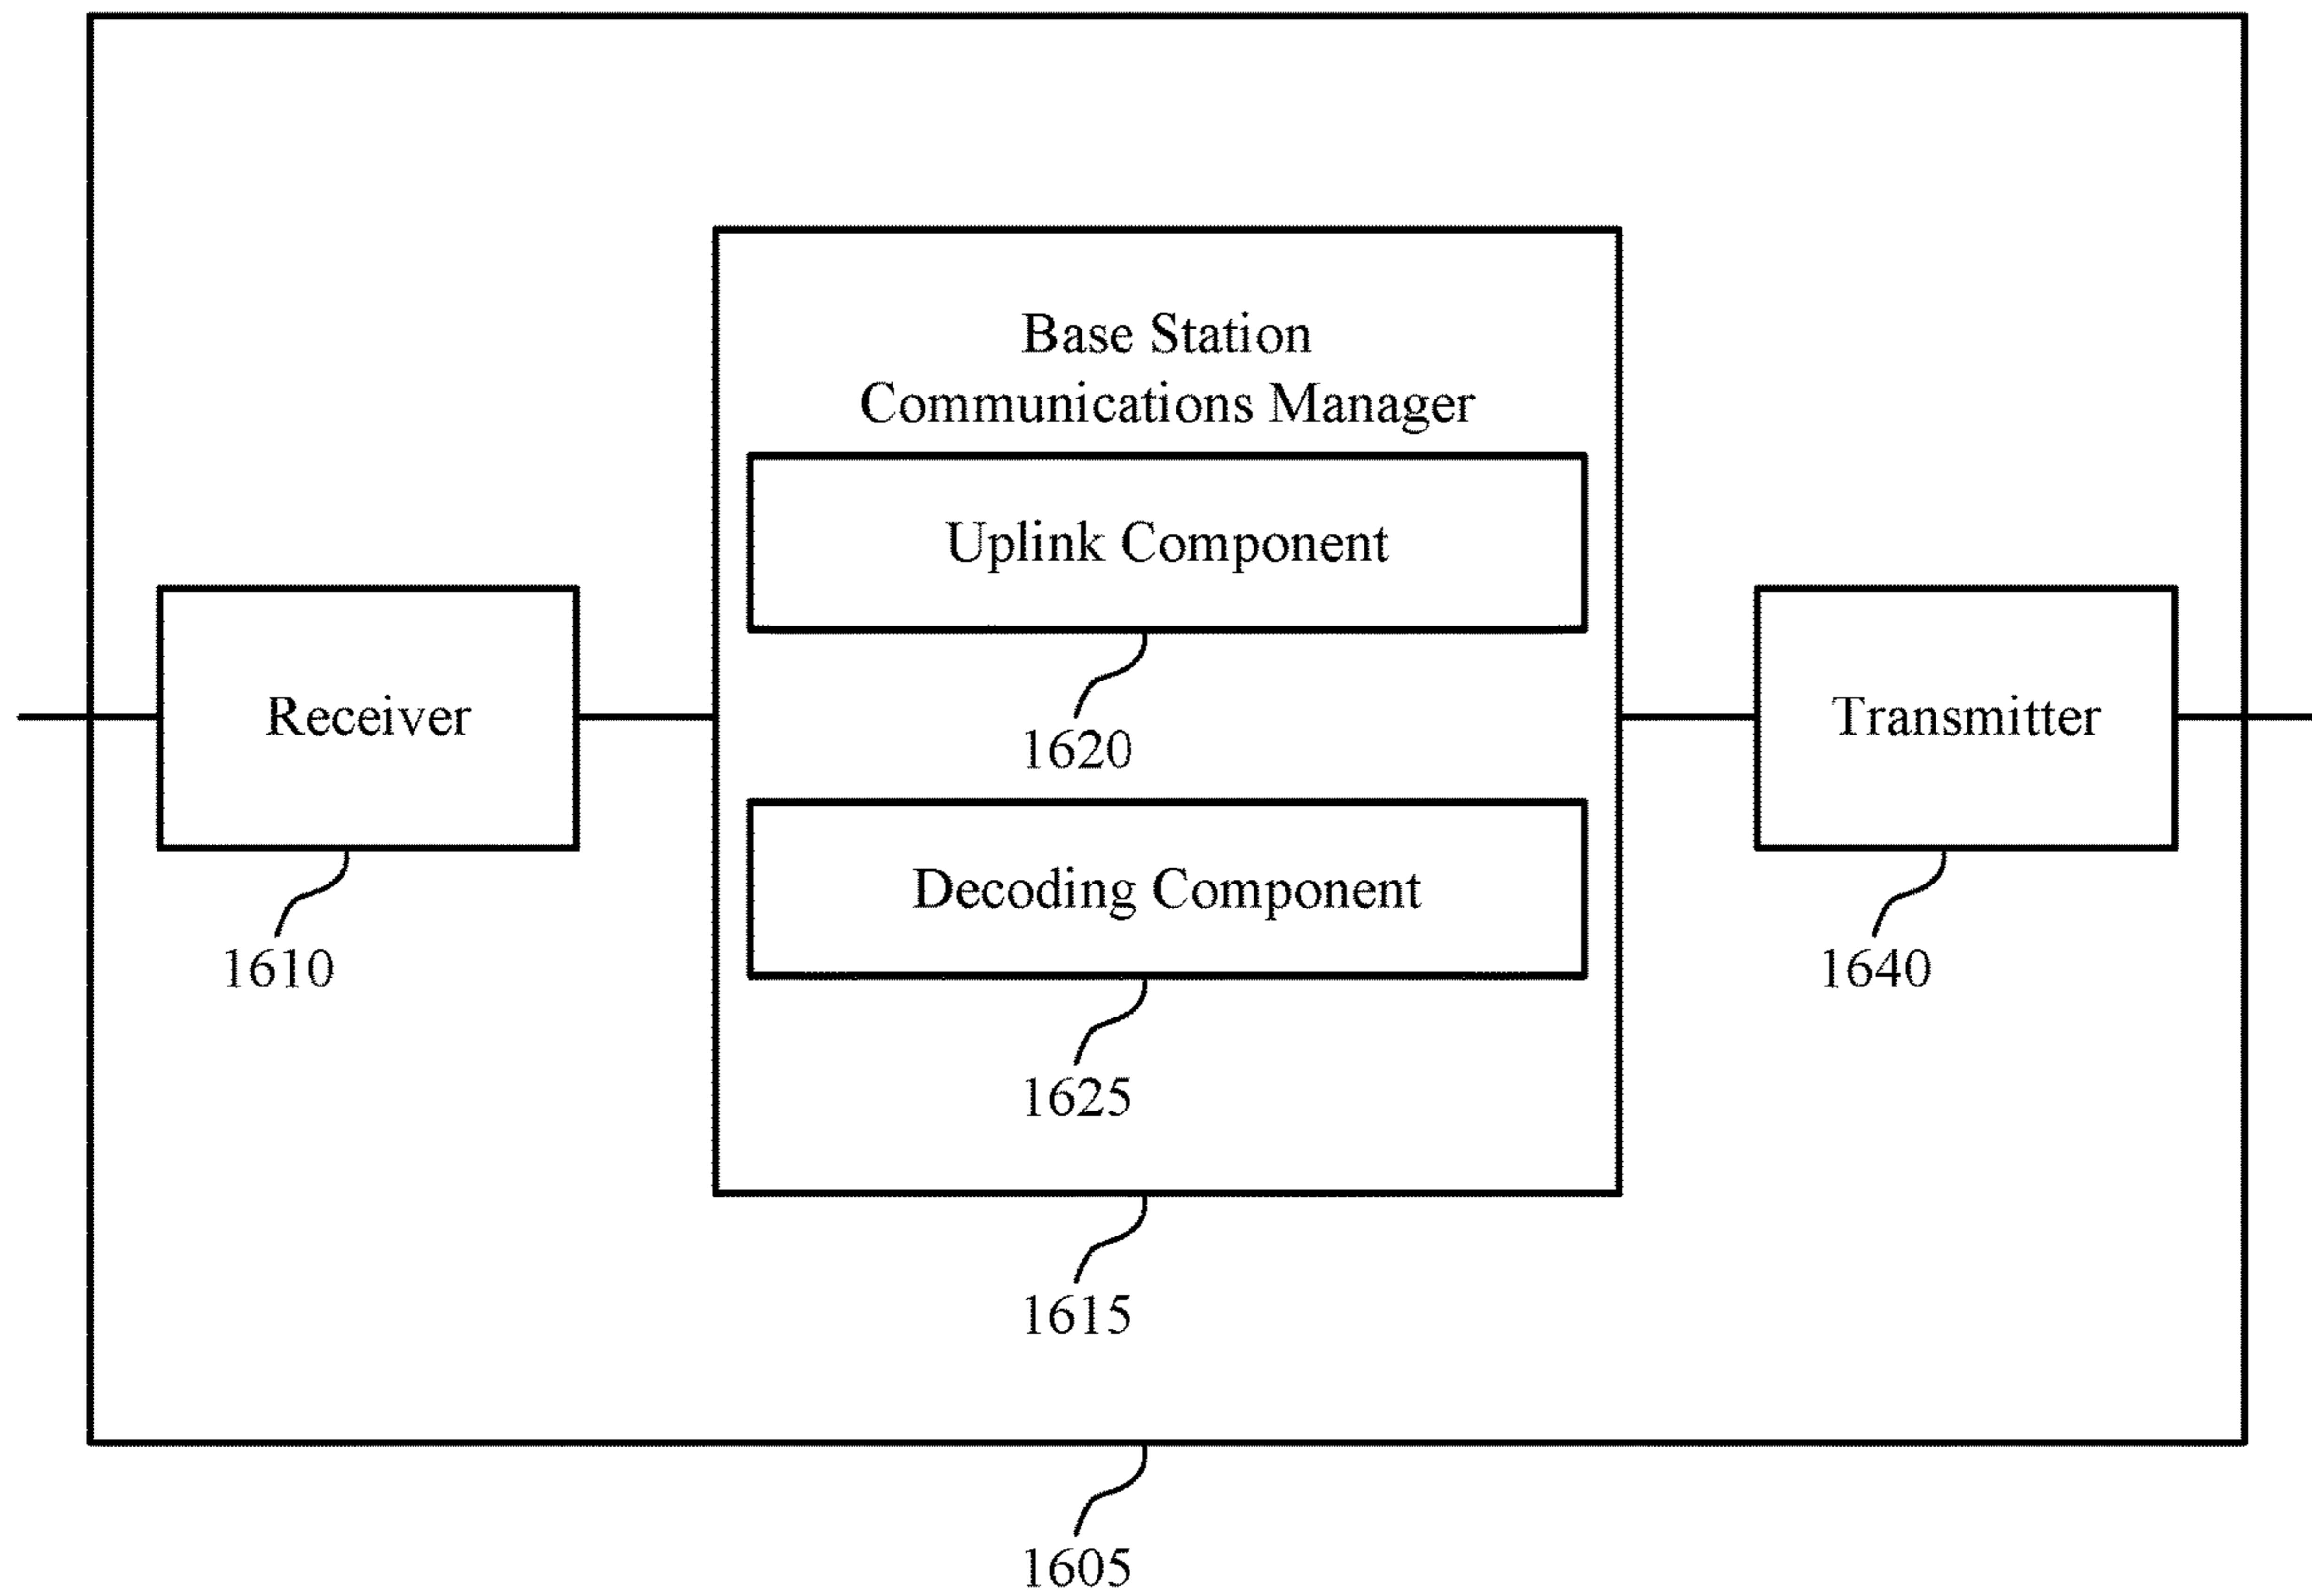 Base Station
Communications Manager
Uplink Component
Receiver
Transmitter
1620
Decoding Component
1610
1640
1625
1615
1605